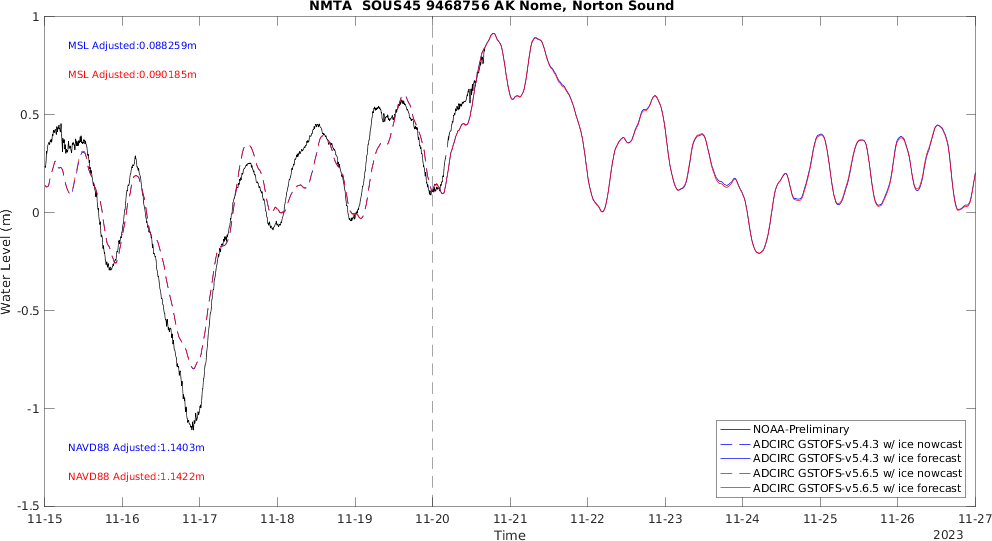 NMTA SOUS45 9468756 AK Nome, Norton Sound
1
MSL Adjusted:0.088259m
MSL Adjusted:0.090185m
0.5
0
Water Level (m)
-0.5
-1
NAVD88 Adjusted:1.1403m
NAVD88 Adjusted:1.1422m
NOAA-Preliminary
ADCIRC GSTOFS-v5.4.3 w/ ice nowcast
ADCIRC GSTOFS-v5.4.3 w/ ice forecast
ADCIRC GSTOFS-v5.6.5 w/ ice nowcast
ADCIRC GSTOFS-v5.6.5 w/ ice forecast
-1.5
11-15 11-16 11-17 11-18 11-19 11-20 11-21 11-22 11-23 11-24 11-25 11-26 11-27
Time
2023